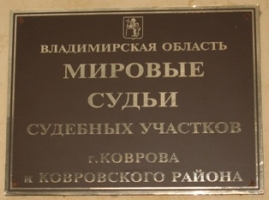 ВЛАДИМИРСКАЯ ОБЛАСТЬ
МИРОВЫЕ
СУДЬИ
СУДЕБНЫХ УЧАСТКОВ
г.КОВРОВА
и КОВРОВСКОГО РАЙОНА